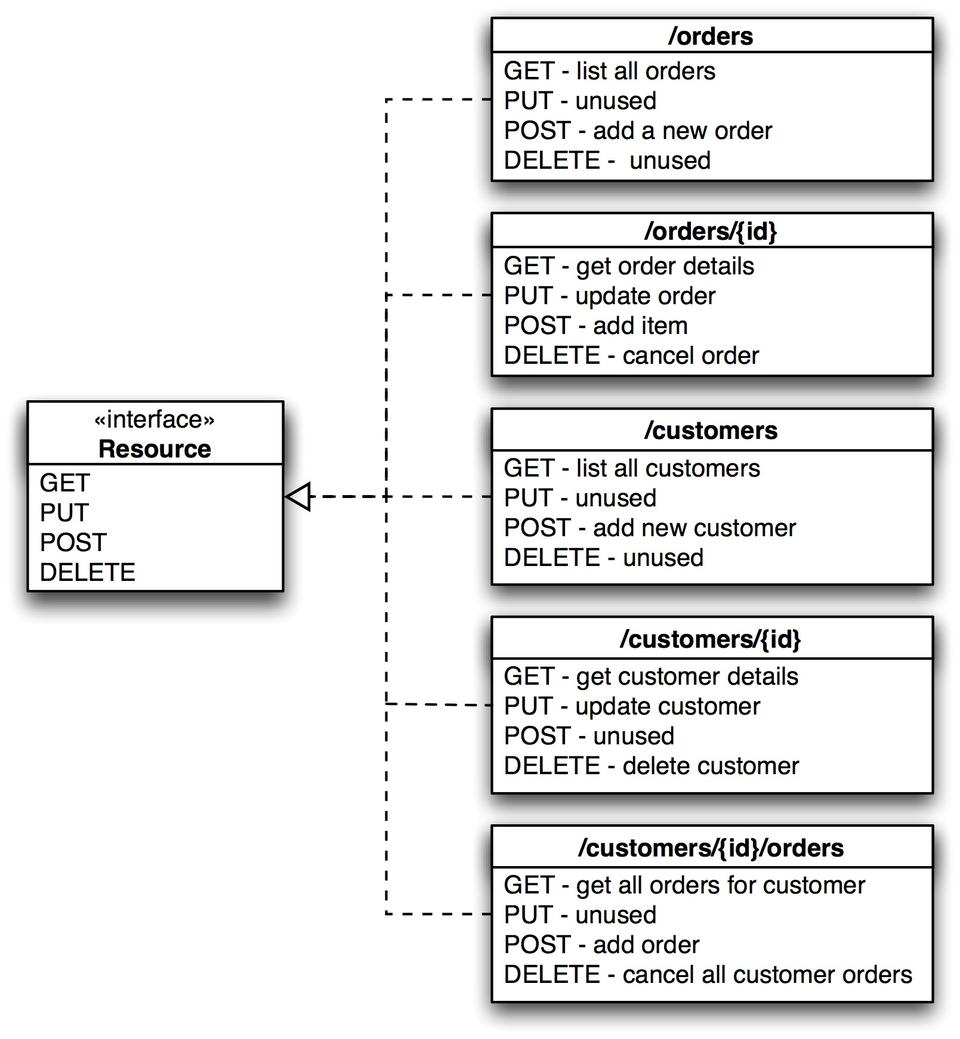 /orders
GET - list all orders
PUT - unused
POST - add a new order
DELETE -  unused
/orders/{id}
GET - get order details
PUT - update order
POST - add item
DELETE - cancel order
«interface»
Resource
GET
PUT
POST
DELETE
/customers
GET - list all customers
PUT - unused
POST - add new customer
DELETE - unused
/customers/{id}
GET - get customer details
PUT - update customer
POST - unused
DELETE - delete customer
/customers/{id}/orders
GET - get all orders for customer
PUT - unused
POST - add order
DELETE - cancel all customer orders